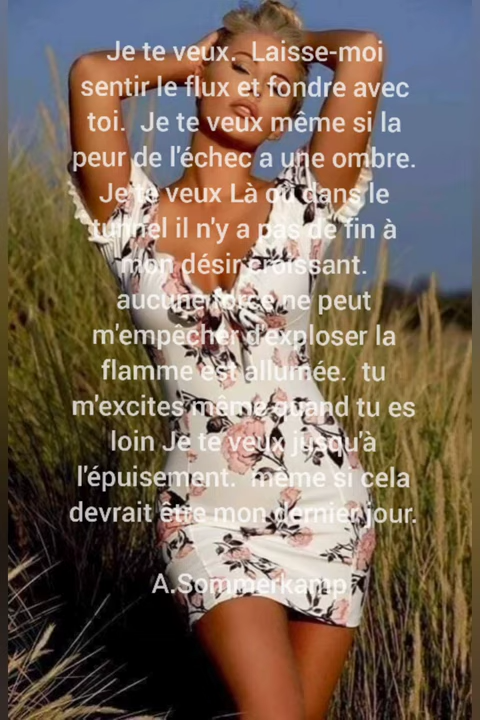 Je te veux.  Laisse-moi
sentir le flux et fondre avec
toi.  Je te veux même si la
peur de l'échec a une ombre.
Je te veux Là où dans le
tunnel il n'y a pas de fin à
mon désir croissant.
aucune force ne peut
m'empêcher d'exploser la
flamme est allumée.  tu
m'excites même quand tu es
loin Je te veux jusqu'à
l'épuisement.  même si cela
devrait être mon dernier jour.
A.Sommerkamp